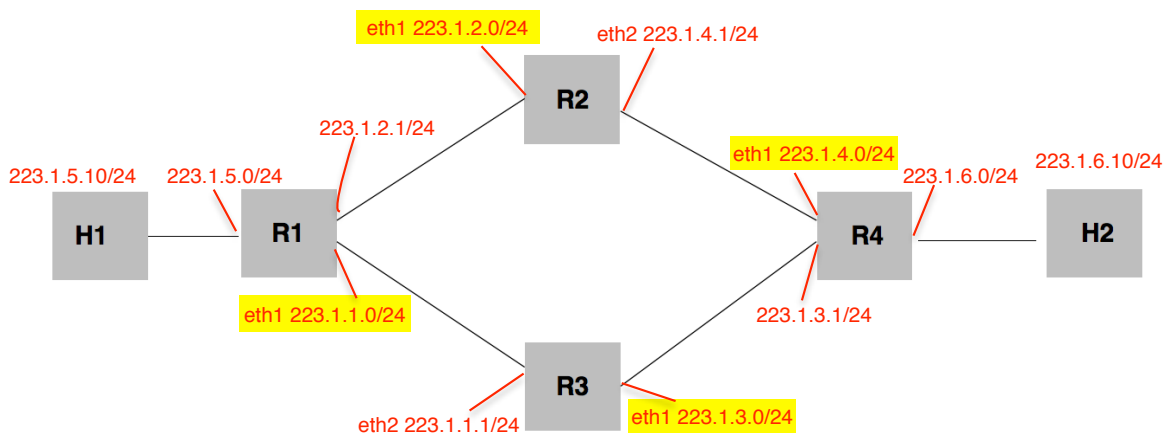 eth1 223.1.2.0/24
eth2 223.1.4.1/24
R2
223.1.2.1/24
eth1 223.1.4.0/24
223.1.5.10/24
223.1.5.0/24
223.1.6.0/24
223.1.6.10/24
H1
R1
R4
H2
eth1 223.1.1.0/24
223.1.3.1/24
R3
eth2 223.1.1.1/24
eth1 223.1.3.0/24